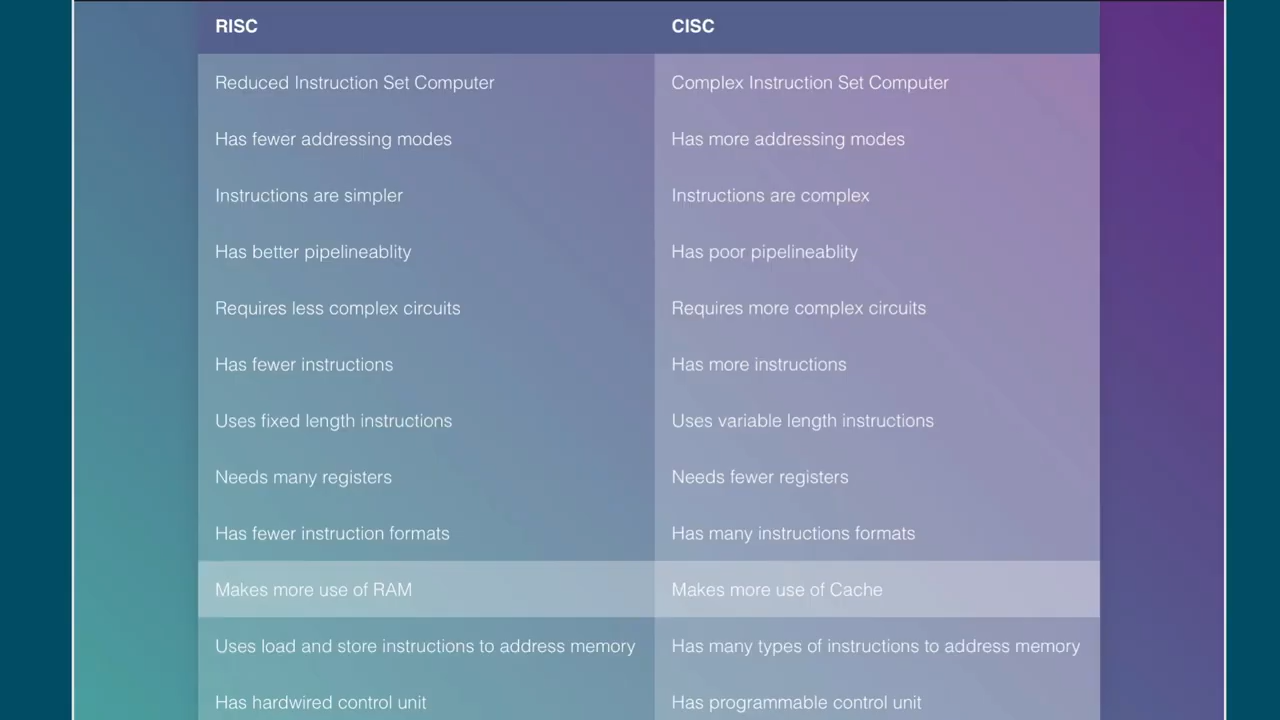 RISC CISC
Reduced Instruction Set Computer Complex Instruction Set Computer
Has fewer addressing modes Has more addressing modes
Instructions are simpler Instructions are complex
Has better pipelineablity Has poor pipelineablity
Requires less complex circuits Requires more complex circuits
Has fewer instructions Has more instructions
Uses fixed length instructions Uses variable length instructions
Needs many registers Needs fewer registers
Has fewer instruction formats Has many instructions formats
Makes more use of RAM Makes more use of Cache
Uses load and store instructions to address memory Has many types of instructions to address memory
Has hardwired control unit Has programmable control unit